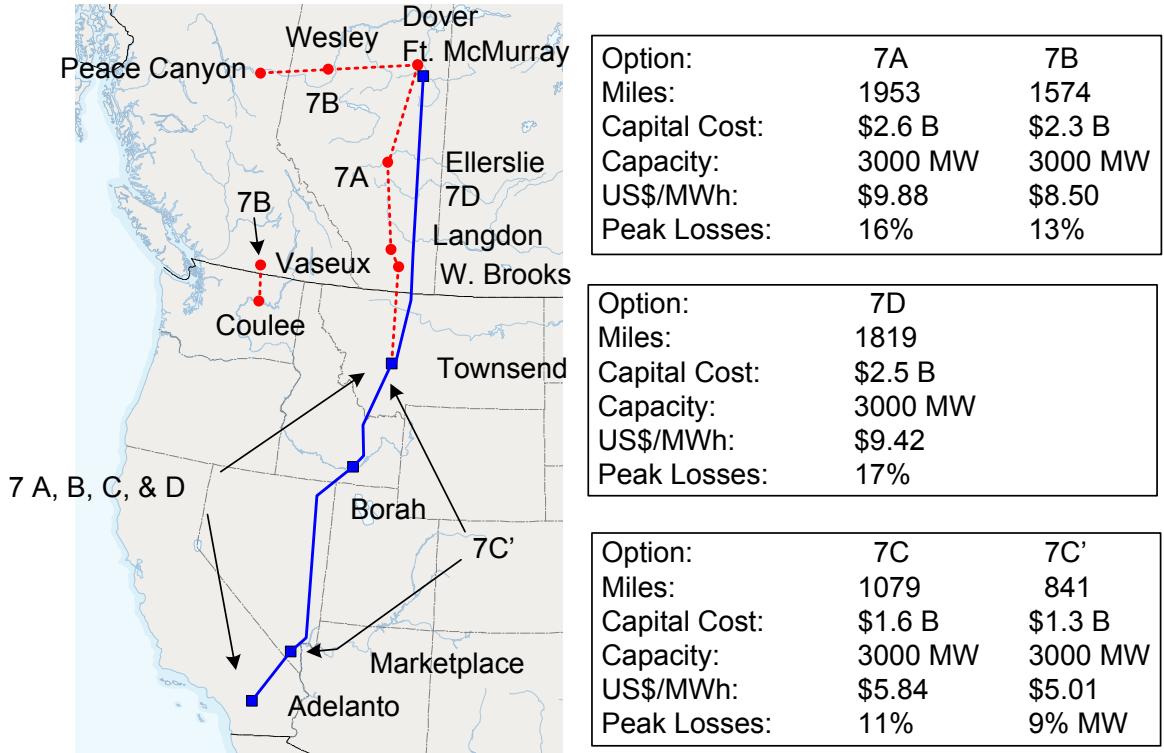 Dover
Wesley
Ft. McMurray
Peace Canyon
7B
Ellerslie
7A
7D
7B
Langdon
Vaseux
W. Brooks
Coulee
Townsend
7 A, B, C, & D
Borah
7C’
Marketplace
Adelanto
Option: 7A 7B
Miles: 1953 1574
Capital Cost: $2.6 B $2.3 B
Capacity: 3000 MW 3000 MW
US$/MWh: $9.88 $8.50
Peak Losses: 16% 13%
Option: 7D
Miles: 1819
Capital Cost: $2.5 B
Capacity: 3000 MW
US$/MWh: $9.42
Peak Losses: 17%
Option: 7C 7C’
Miles: 1079 841
Capital Cost: $1.6 B $1.3 B
Capacity: 3000 MW 3000 MW
US$/MWh: $5.84 $5.01
Peak Losses: 11% 9% MW